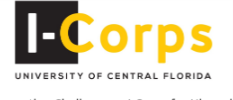 I-Corps
UNIVERSITY OF CENTRAL FLORIDA